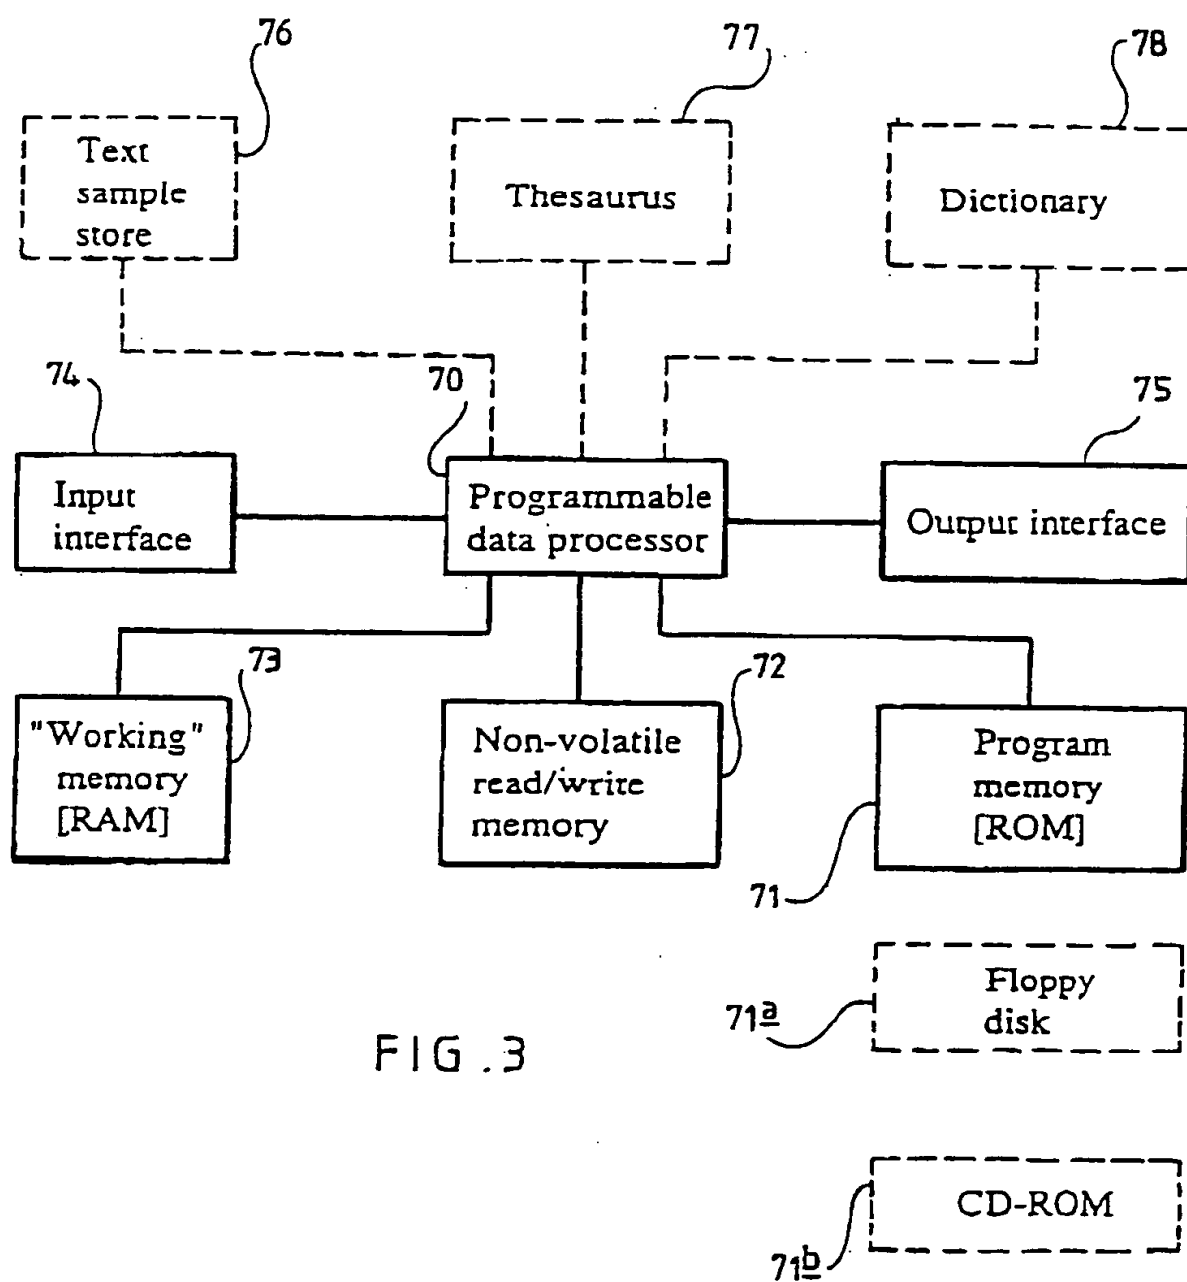 76
77
78
Text
sample
store
Thesaurus
Dictionary
74
70
75
Input
interface
Programmable
data processor
Output interface
73
72
"Working"
memory
[RAM]
Non-volatile
read/write
memory
Program
memory
[ROM]
71
Floppy
disk
71a
FIG.3
CD-ROM
71b